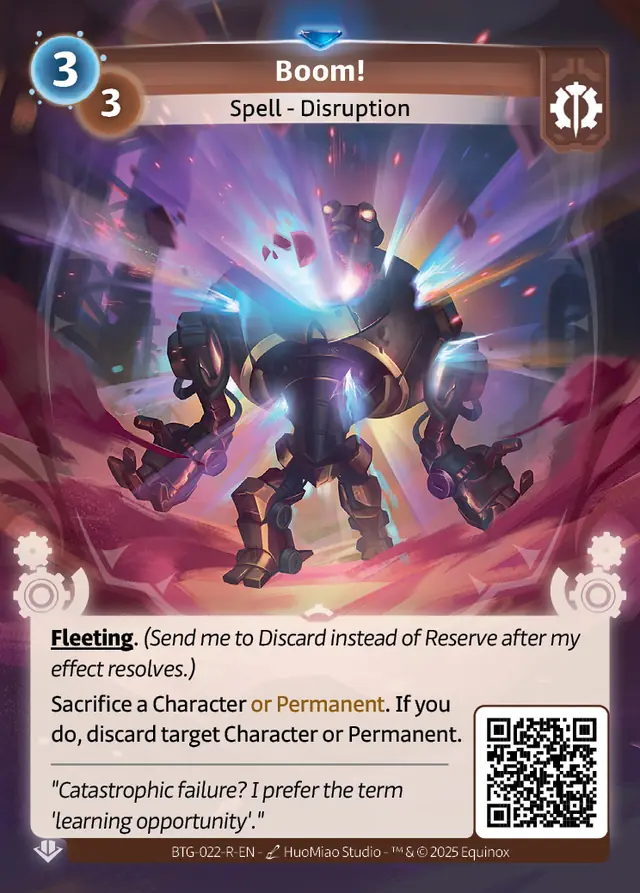 3
Boom!
3
Spell - Disruption
Fleeting. (Send me to Discard instead of Reserve after my
effect resolves.)
Sacrifice a Character or Permanent. If you
do, discard target Character or Permanent.
"Catastrophic failure? I prefer the term
'learning opportunity'."
BTG-022-R-EN - HuoMiao Studio - ™ & © 2025 Equinox